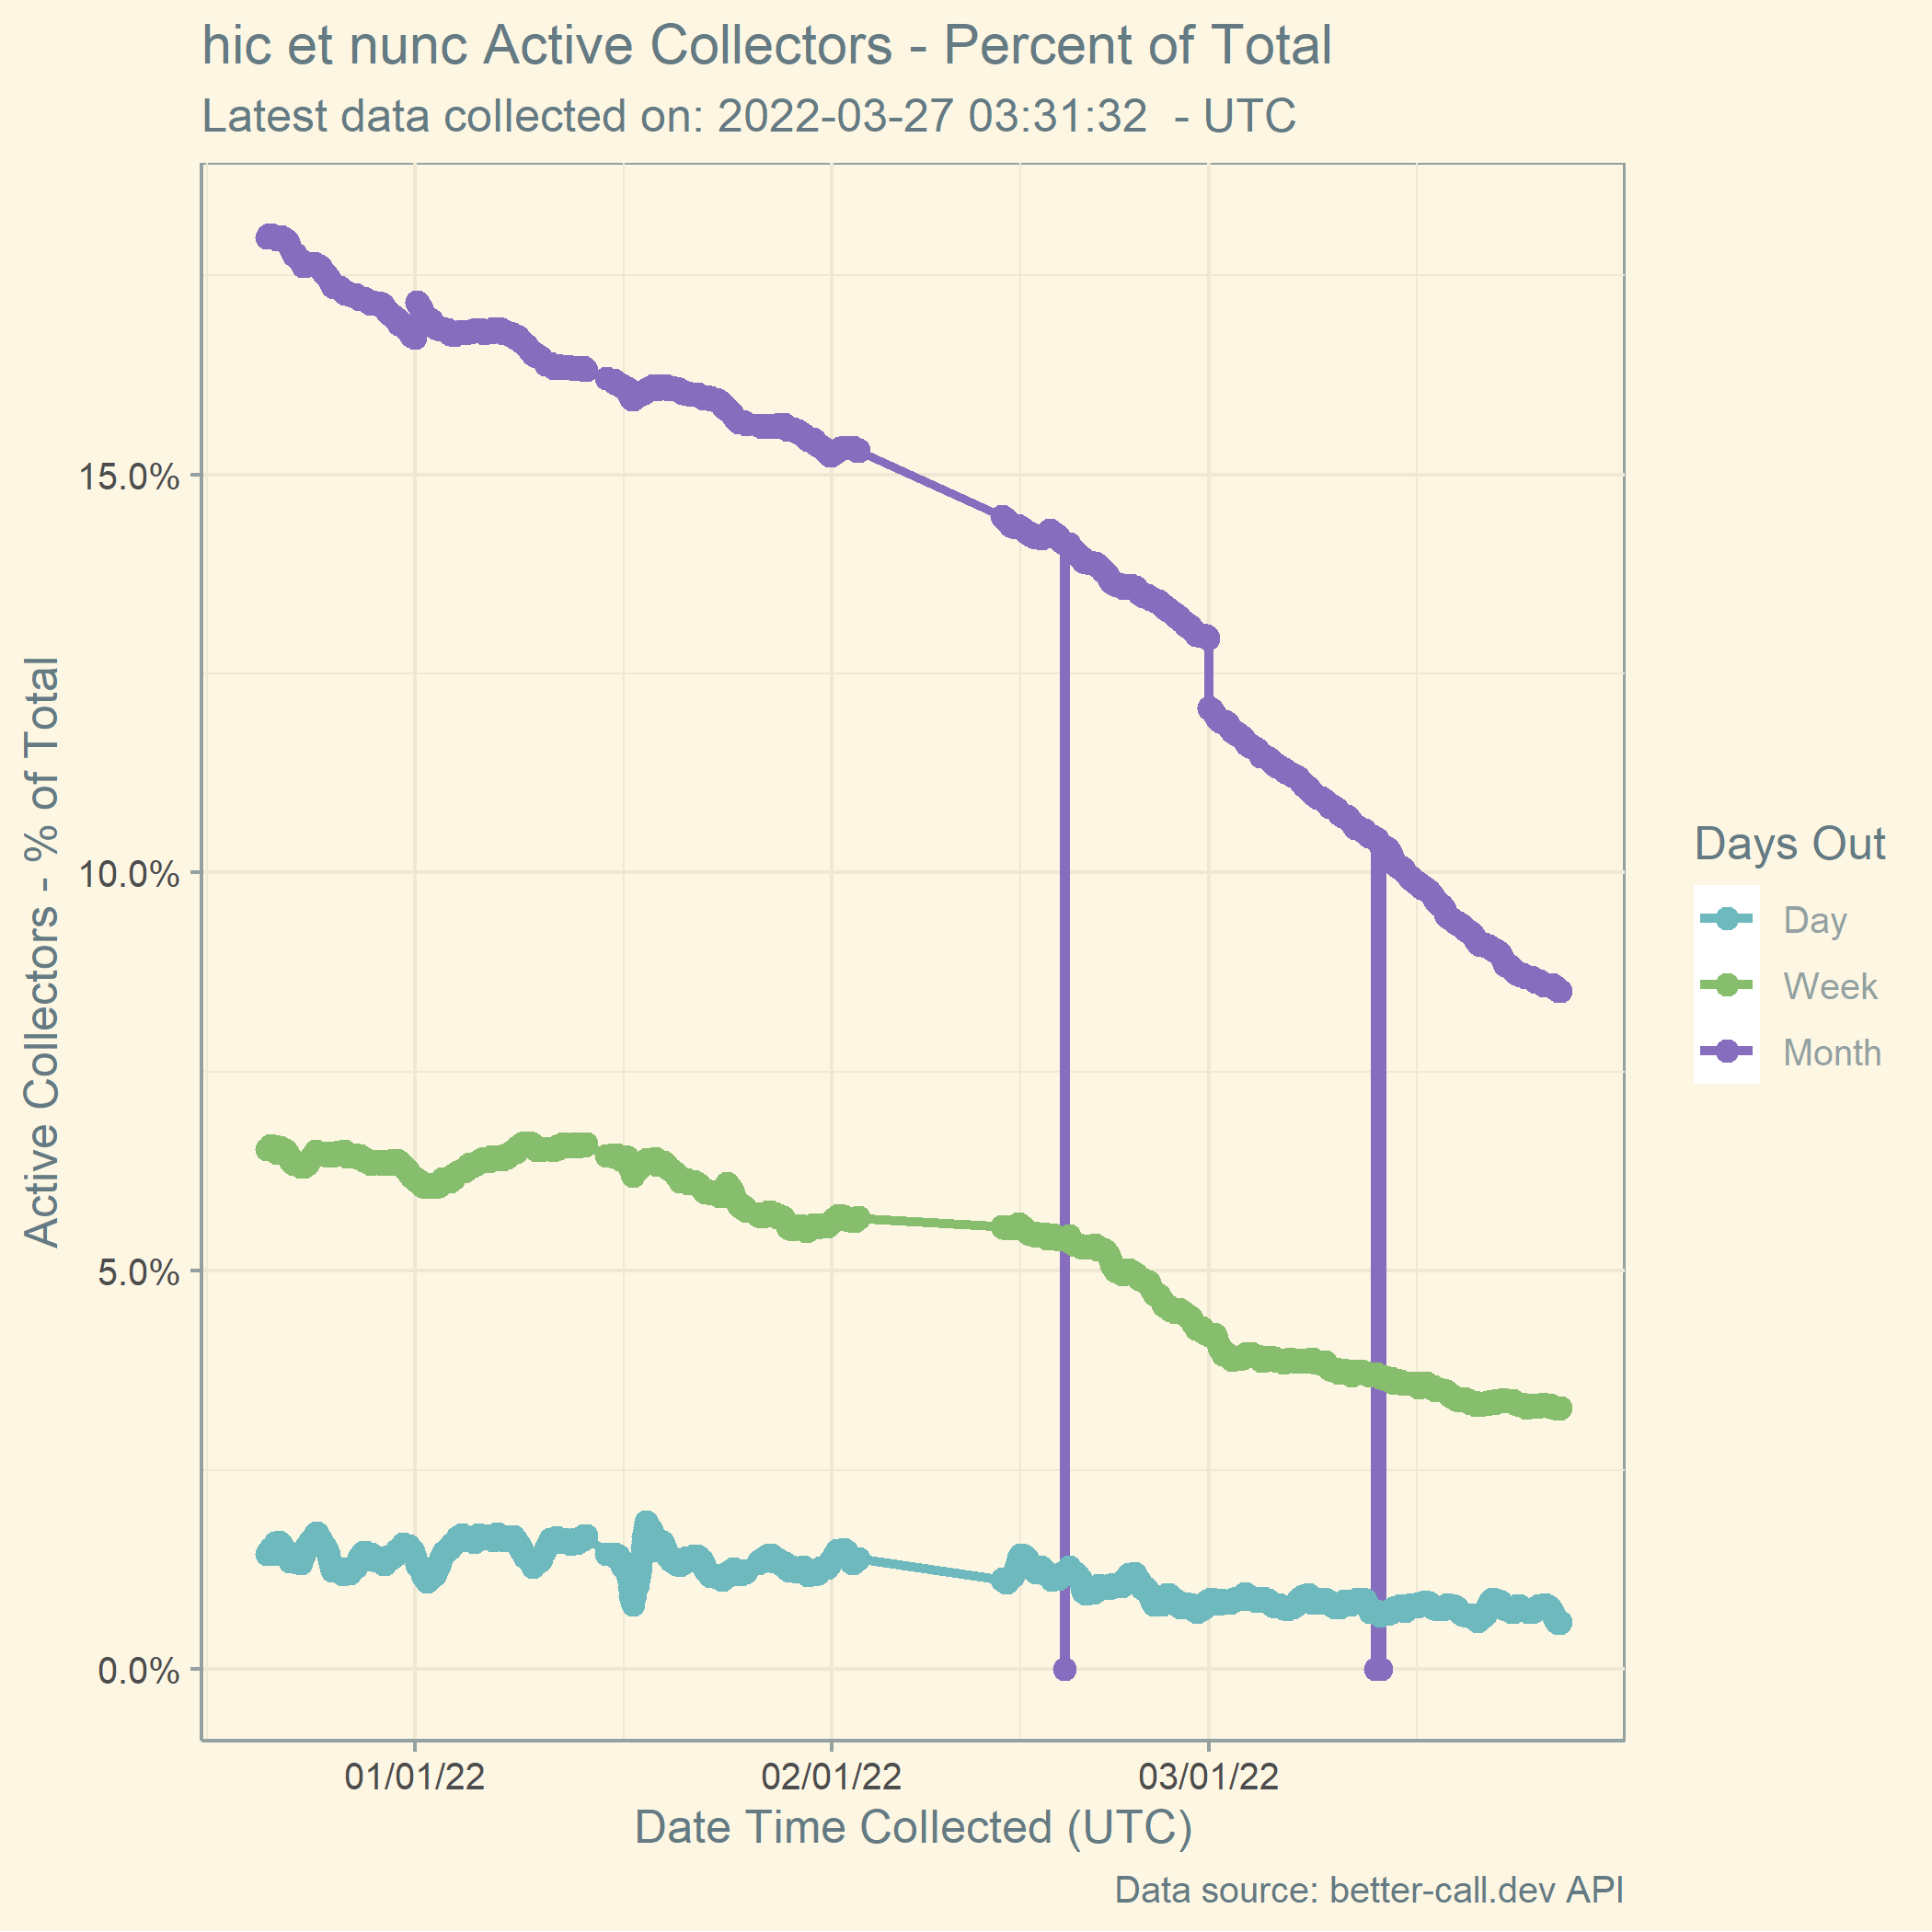 hic et nunc Active Collectors - Percent of Total
Latest data collected on: 2022-03-27 03:31:32  - UTC
Active Collectors - % of Total
15.0%
10.0%
5.0%
0.0%
01/01/22
02/01/22
03/01/22
Date Time Collected (UTC)
Days Out
Day
Week
Month
Data source: better-call.dev API